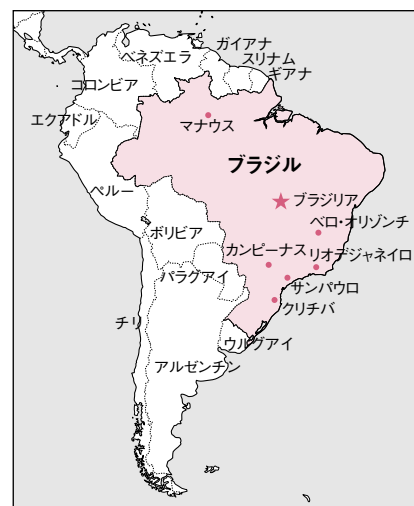 ガイアナ
ベネズエラ
スリナム
ギアナ
コロンビア
エクアドル
マナウス
ブラジル
ペルー
★ ブラジリア
ベロ・オリゾンチ
ボリビア
カンピーナス
リオデジャネイロ
パラグアイ
サンパウロ
クリチバ
チリ
ウルグアイ
アルゼンチン